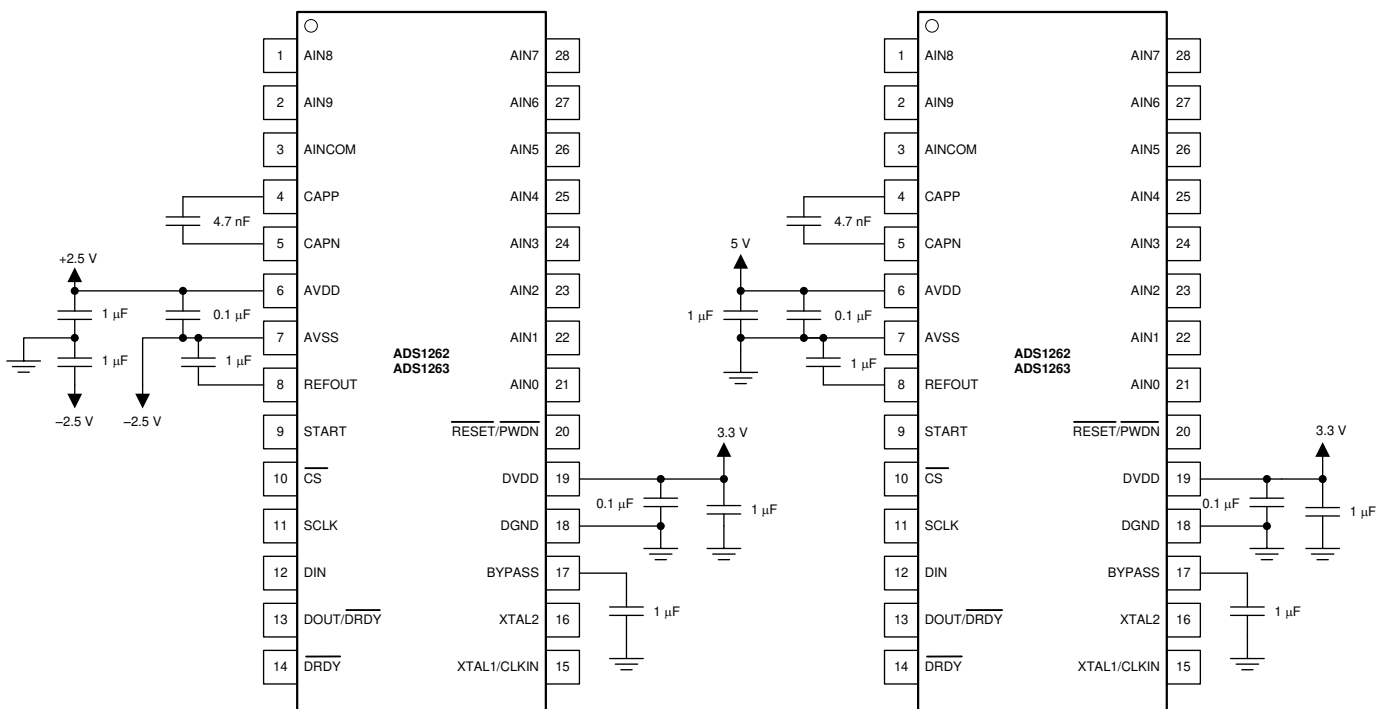 1 AIN8 AIN7 28
2 AIN9 AIN6 27
3 AINCOM AIN5 26
4 CAPP AIN4 25
4.7 nF
5 CAPN AIN3 24
+2.5 V
6 AVDD AIN2 23
1 µF
0.1 µF
7 AVSS AIN1 22
1 µF
1 µF
ADS1262
ADS1263
8 REFOUT AIN0 21
–2.5 V
–2.5 V
9 START RESET/PWDN 20
3.3 V
10 CS DVDD 19
0.1 µF
1 µF
11 SCLK DGND 18
12 DIN BYPASS 17
1 µF
13 DOUT/DRDY XTAL2 16
14 DRDY XTAL1/CLKIN 15
1 AIN8 AIN7 28
2 AIN9 AIN6 27
3 AINCOM AIN5 26
4 CAPP AIN4 25
4.7 nF
5 CAPN AIN3 24
5 V
6 AVDD AIN2 23
1 µF
0.1 µF
7 AVSS AIN1 22
1 µF
ADS1262
ADS1263
8 REFOUT AIN0 21
9 START RESET/PWDN 20
3.3 V
10 CS DVDD 19
0.1 µF
1 µF
11 SCLK DGND 18
12 DIN BYPASS 17
1 µF
13 DOUT/DRDY XTAL2 16
14 DRDY XTAL1/CLKIN 15